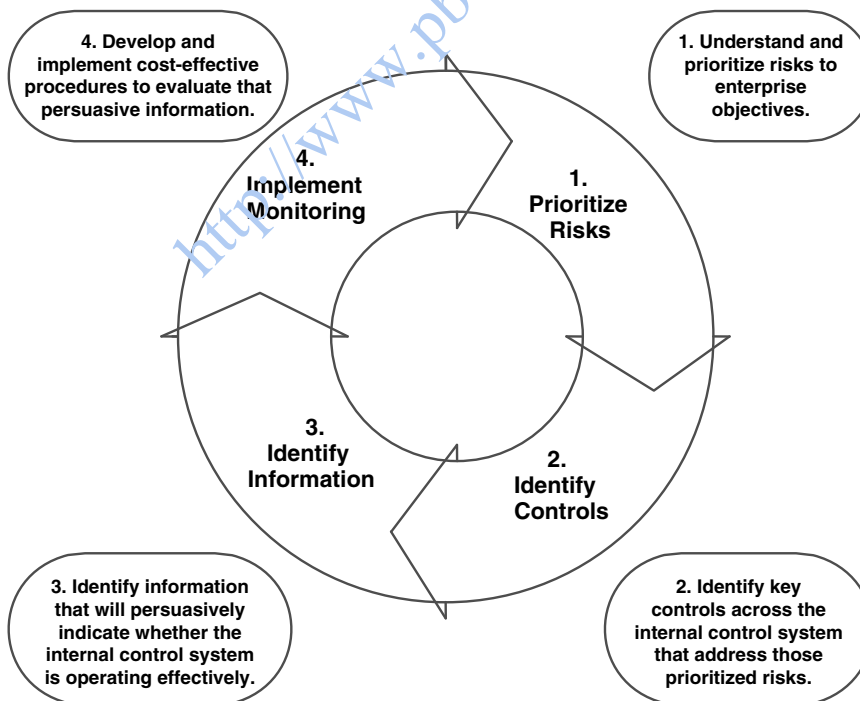 4. Develop and
implement cost-effective
procedures to evaluate that
persuasive information.
1. Understand and
prioritize risks to
enterprise
objectives.
4.
Implement
Monitoring
1.
Prioritize
Risks
3.
Identify
Information
2.
Identify
Controls
3. Identify information
that will persuasively
indicate whether the
internal control system
is operating effectively.
2. Identify key
controls across the
internal control system
that address those
prioritized risks.
http://www.pb